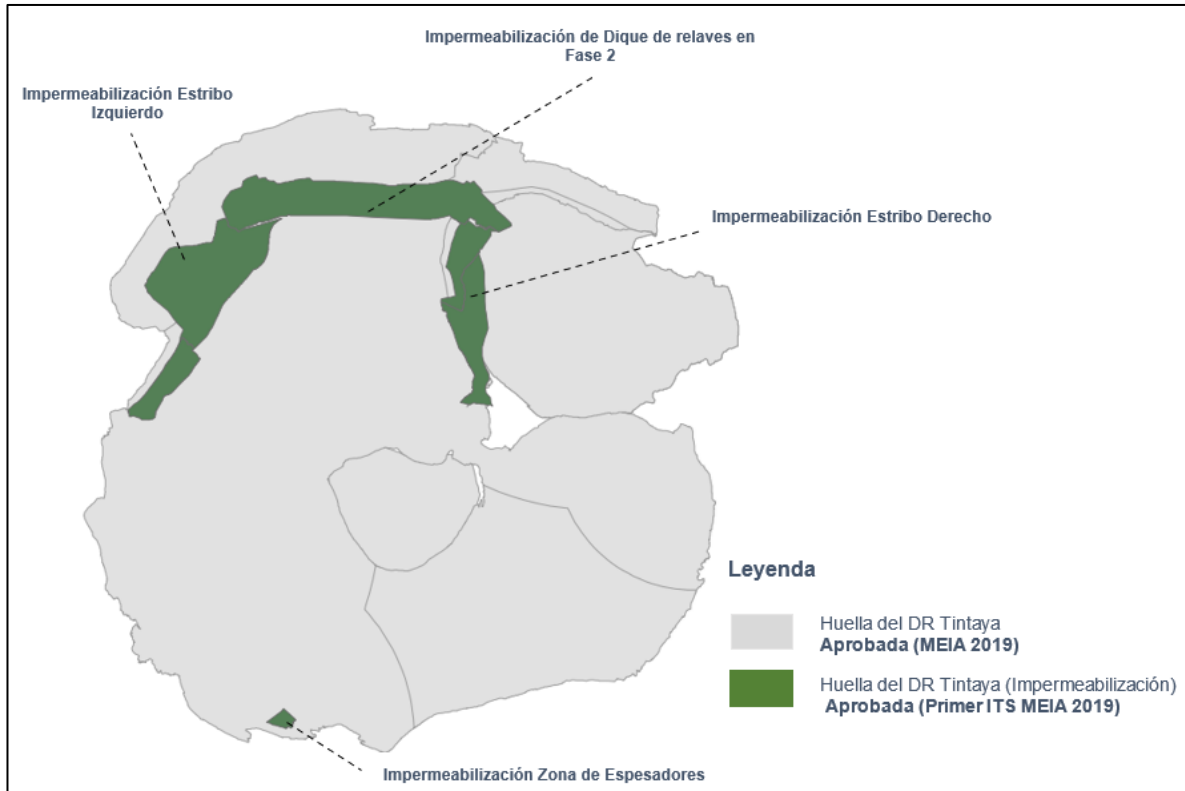 Impermeabilización de Dique de relaves en
Fase 2
Impermeabilización Estribo
Izquierdo
Impermeabilización Estribo Derecho
Leyenda
Huella del DR Tintaya
Aprobada (MEIA 2019)
Huella del DR Tintaya (Impermeabilización)
Aprobada (Primer ITS MEIA 2019)
Impermeabilización Zona de Espesadores